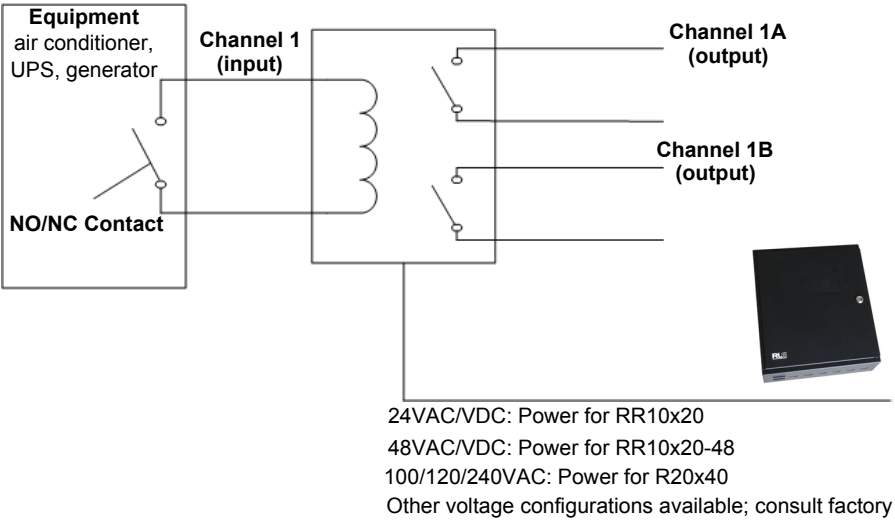 Equipment
air conditioner,
UPS, generator
Channel 1
(input)
NO/NC Contact
Channel 1A
(output)
Channel 1B
(output)
RLE
24VAC/VDC: Power for RR10x20
48VAC/VDC: Power for RR10x20-48
100/120/240VAC: Power for R20x40
Other voltage configurations available; consult factory